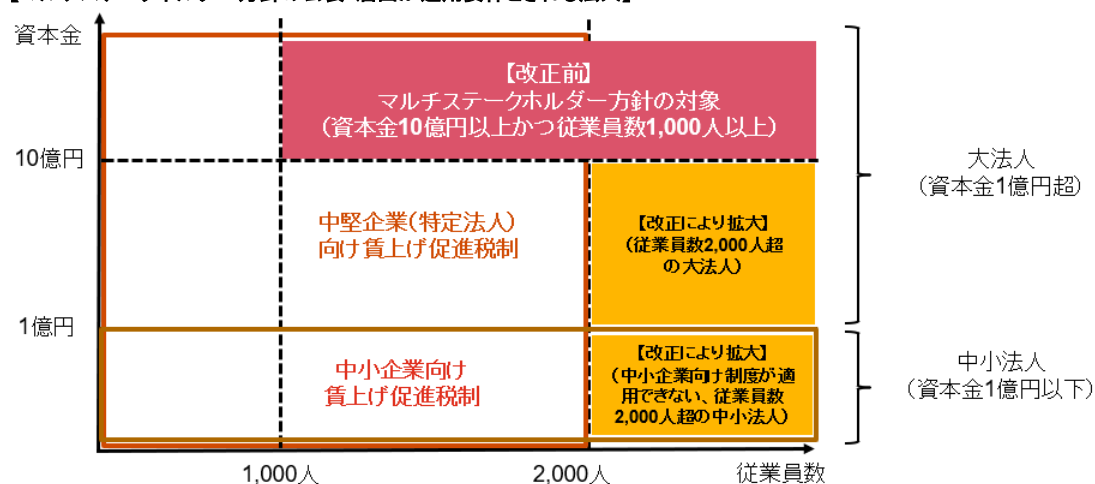 資本金
【改正前】
マルチステークホルダー方針の対象
(資本金10億円以上かつ従業員数1,000人以上)
10億円
大法人
(資本金1億円超)
中堅企業(特定法人)
向け賃上げ促進税制
【改正により拡大】
(従業員数2,000人超
の大法人)
1億円
中小企業向け
賃上げ促進税制
【改正により拡大】
(中小企業向け制度が適
用できない、従業員数
2,000人超の中小法人)
中小法人
(資本金1億円以下)
1,000人
2,000人
従業員数